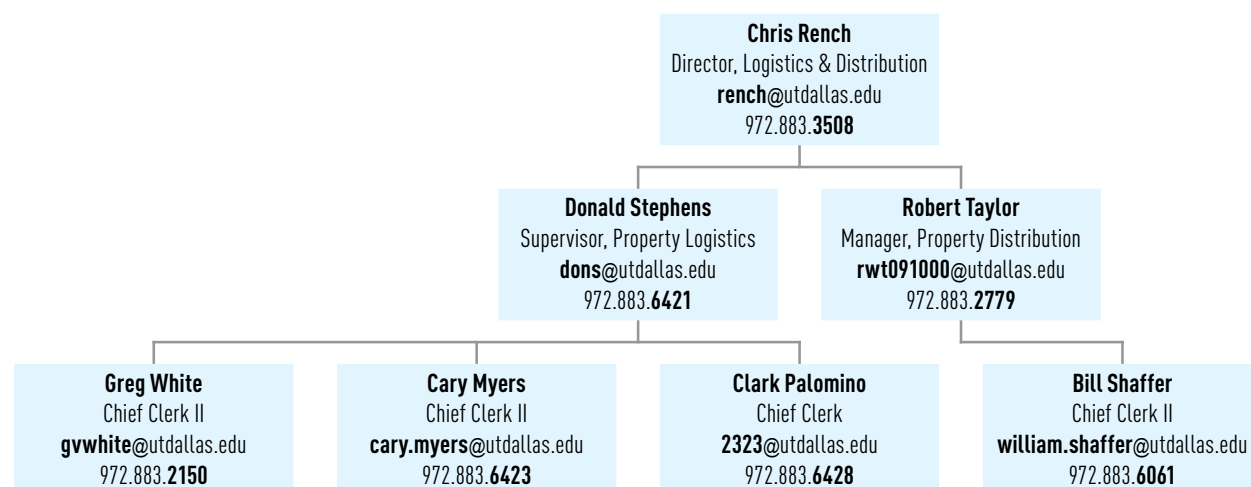 Chris Rench
Director, Logistics & Distribution
rench@utdallas.edu
972.883.3508
Donald Stephens
Supervisor, Property Logistics
dons@utdallas.edu
972.883.6421
Robert Taylor
Manager, Property Distribution
rwt091000@utdallas.edu
972.883.2779
Greg White
Chief Clerk II
gvwhite@utdallas.edu
972.883.2150
Cary Myers
Chief Clerk II
cary.myers@utdallas.edu
972.883.6423
Clark Palomino
Chief Clerk
2323@utdallas.edu
972.883.6428
Bill Shaffer
Chief Clerk II
william.shaffer@utdallas.edu
972.883.6061